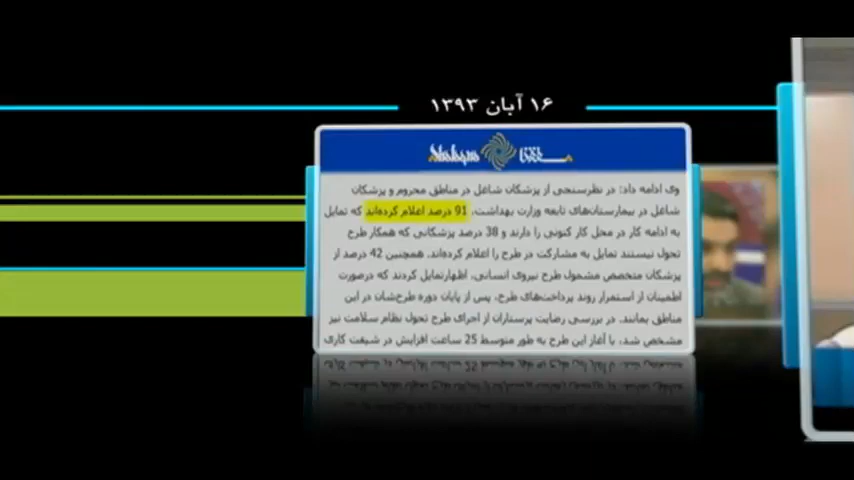 ۱۶ آبان ۱۳۹۳
وی ادامه داد: در نظرسنجی از پزشکان شاغل در مناطق محروم و پزشکان
شاغل در بیمارستان‌های تابعه وزارت بهداشت، 91 درصد اعلام کرده‌اند که تمایل
به ادامه کار در محل کار کنونی را دارند و 38 درصد پزشکانی که همکار طرح
تحول نیستند تمایل به مشارکت در طرح را اعلام کرده‌اند. همچنین 42 درصد از
پزشکان متخصص مشمول طرح نیروی انسانی، اظهارتمایل کردند که درصورت
اطمینان از استمرار روند پرداخت‌های طرح، پس از پایان دوره طرح‌شان در این
مناطق بمانند. در بررسی رضایت پرستاران از اجرای طرح تحول نظام سلامت نیز
مشخص شد، با آغاز این طرح به طور متوسط 25 ساعت افزایش در شیفت کاری